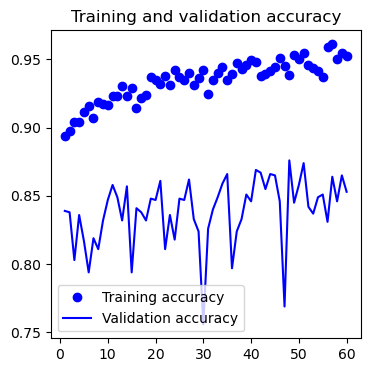 Training and validation accuracy
0.95
0.90
0.85
0.80
0.75
Training accuracy
Validation accuracy
0 10 20 30 40 50 60